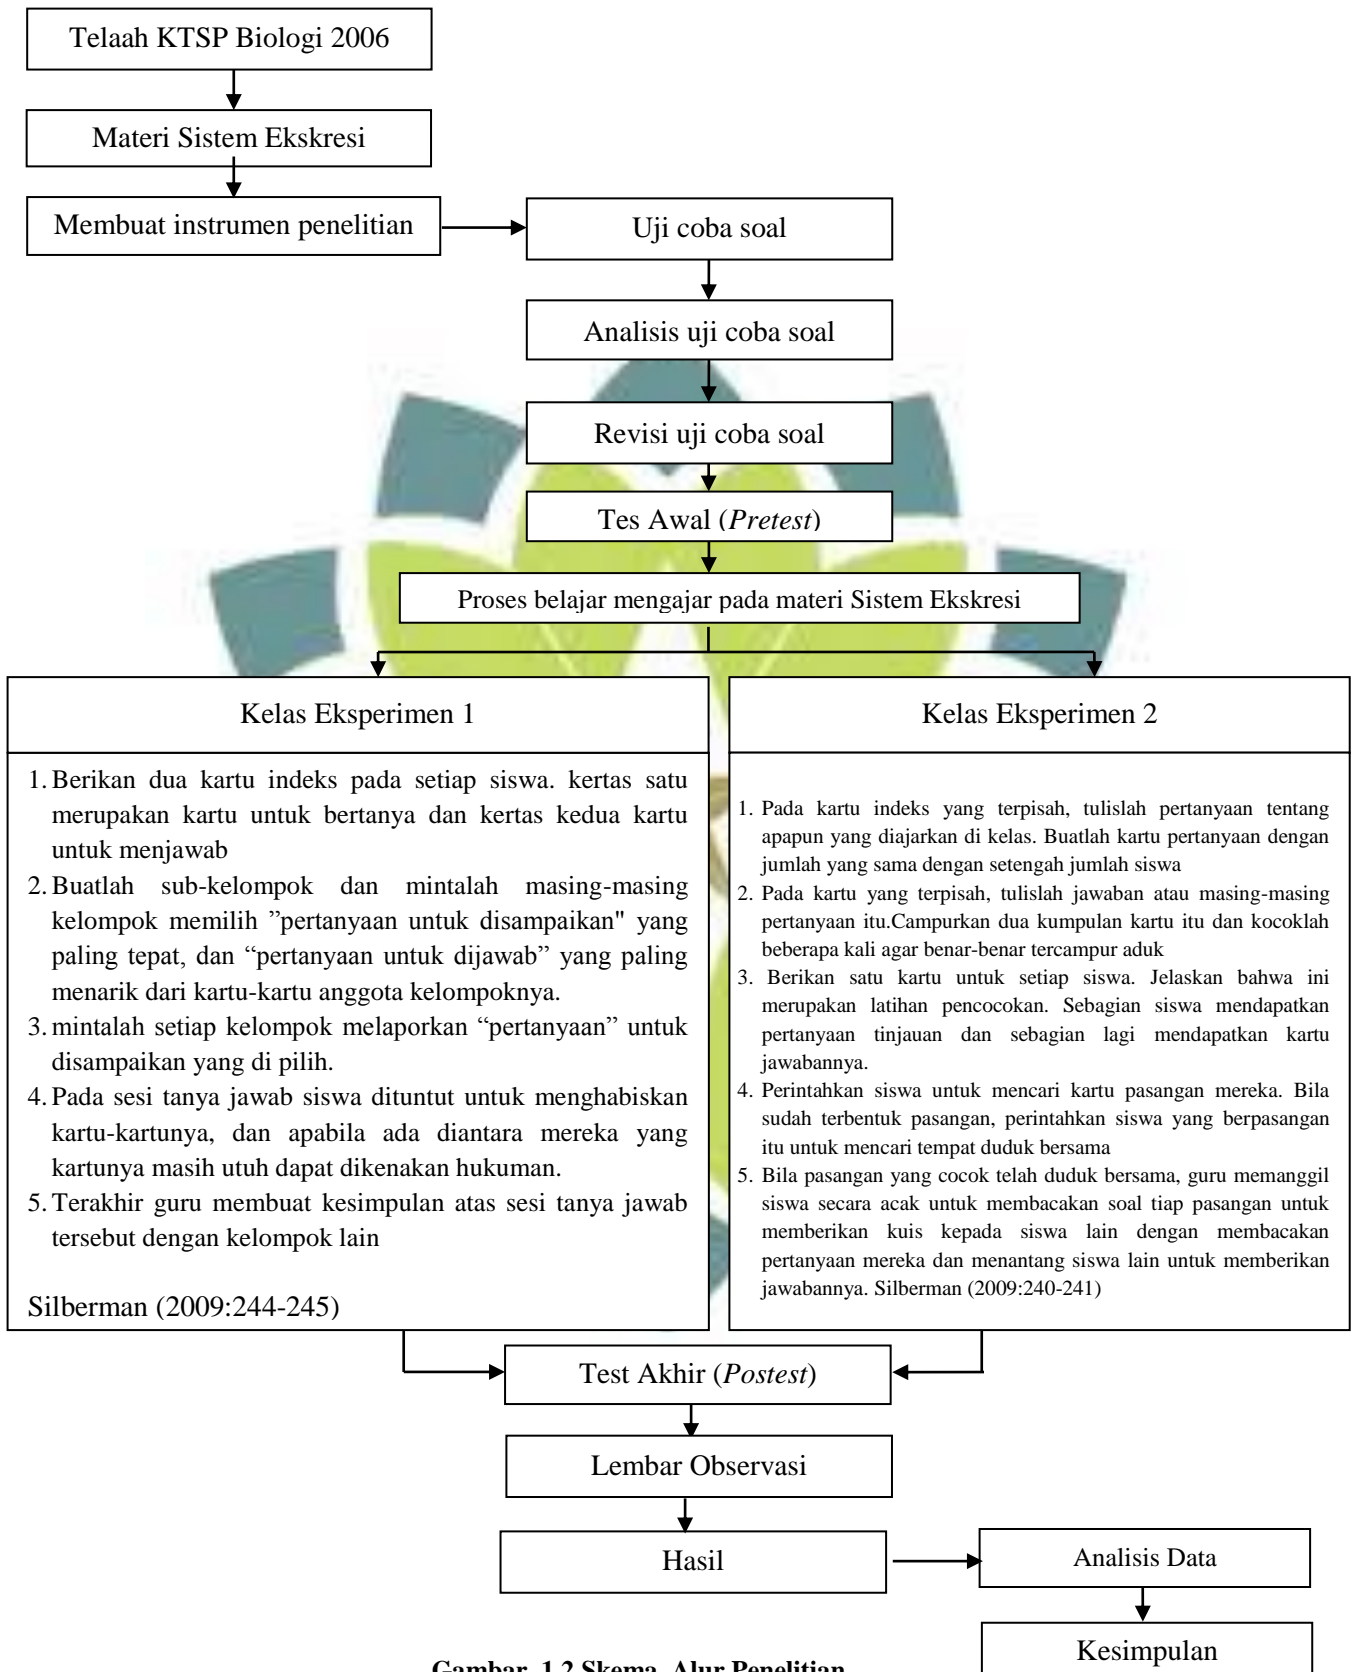 Telaah KTSP Biologi 2006
Materi Sistem Ekskresi
Membuat instrumen penelitian
Uji coba soal
Analisis uji coba soal
Revisi uji coba soal
Tes Awal (Pretest)
Proses belajar mengajar pada materi Sistem Ekskresi
Kelas Eksperimen 1
1. Berikan dua kartu indeks pada setiap siswa. kertas satu
merupakan kartu untuk bertanya dan kertas kedua kartu
untuk menjawab
2. Buatlah sub-kelompok dan mintalah masing-masing
kelompok memilih ”pertanyaan untuk disampaikan" yang
paling tepat, dan “pertanyaan untuk dijawab” yang paling
menarik dari kartu-kartu anggota kelompoknya.
3. mintalah setiap kelompok melaporkan “pertanyaan” untuk
disampaikan yang di pilih.
4. Pada sesi tanya jawab siswa dituntut untuk menghabiskan
kartu-kartunya, dan apabila ada diantara mereka yang
kartunya masih utuh dapat dikenakan hukuman.
5. Terakhir guru membuat kesimpulan atas sesi tanya jawab
tersebut dengan kelompok lain
Silberman (2009:244-245)
Kelas Eksperimen 2
1. Pada kartu indeks yang terpisah, tulislah pertanyaan tentang
apapun yang diajarkan di kelas. Buatlah kartu pertanyaan dengan
jumlah yang sama dengan setengah jumlah siswa
2. Pada kartu yang terpisah, tulislah jawaban atau masing-masing
pertanyaan itu.Campurkan dua kumpulan kartu itu dan kocoklah
beberapa kali agar benar-benar tercampur aduk
3. Berikan satu kartu untuk setiap siswa. Jelaskan bahwa ini
merupakan latihan pencocokan. Sebagian siswa mendapatkan
pertanyaan tinjauan dan sebagian lagi mendapatkan kartu
jawabannya.
4. Perintahkan siswa untuk mencari kartu pasangan mereka. Bila
sudah terbentuk pasangan, perintahkan siswa yang berpasangan
itu untuk mencari tempat duduk bersama
5. Bila pasangan yang cocok telah duduk bersama, guru memanggil
siswa secara acak untuk membacakan soal tiap pasangan untuk
memberikan kuis kepada siswa lain dengan membacakan
pertanyaan mereka dan menantang siswa lain untuk memberikan
jawabannya. Silberman (2009:240-241)
Test Akhir (Postest)
Lembar Observasi
Hasil
Analisis Data
Kesimpulan
Gambar 1.2 Skema Alur Penelitian